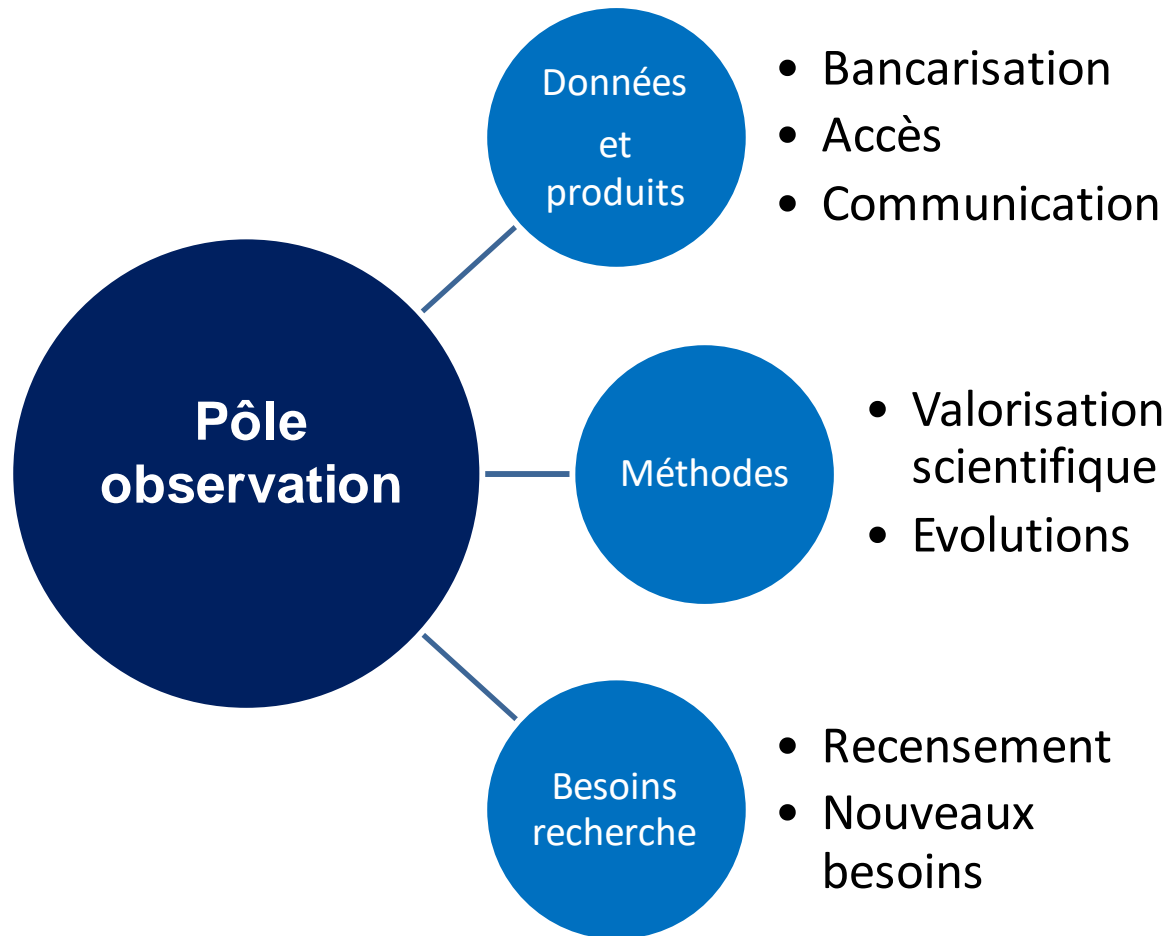 Pôle
observation
Données
et
produits
• Bancarisation
• Accès
• Communication
Méthodes
• Valorisation
scientifique
• Evolutions
Besoins
recherche
• Recensement
• Nouveaux
besoins